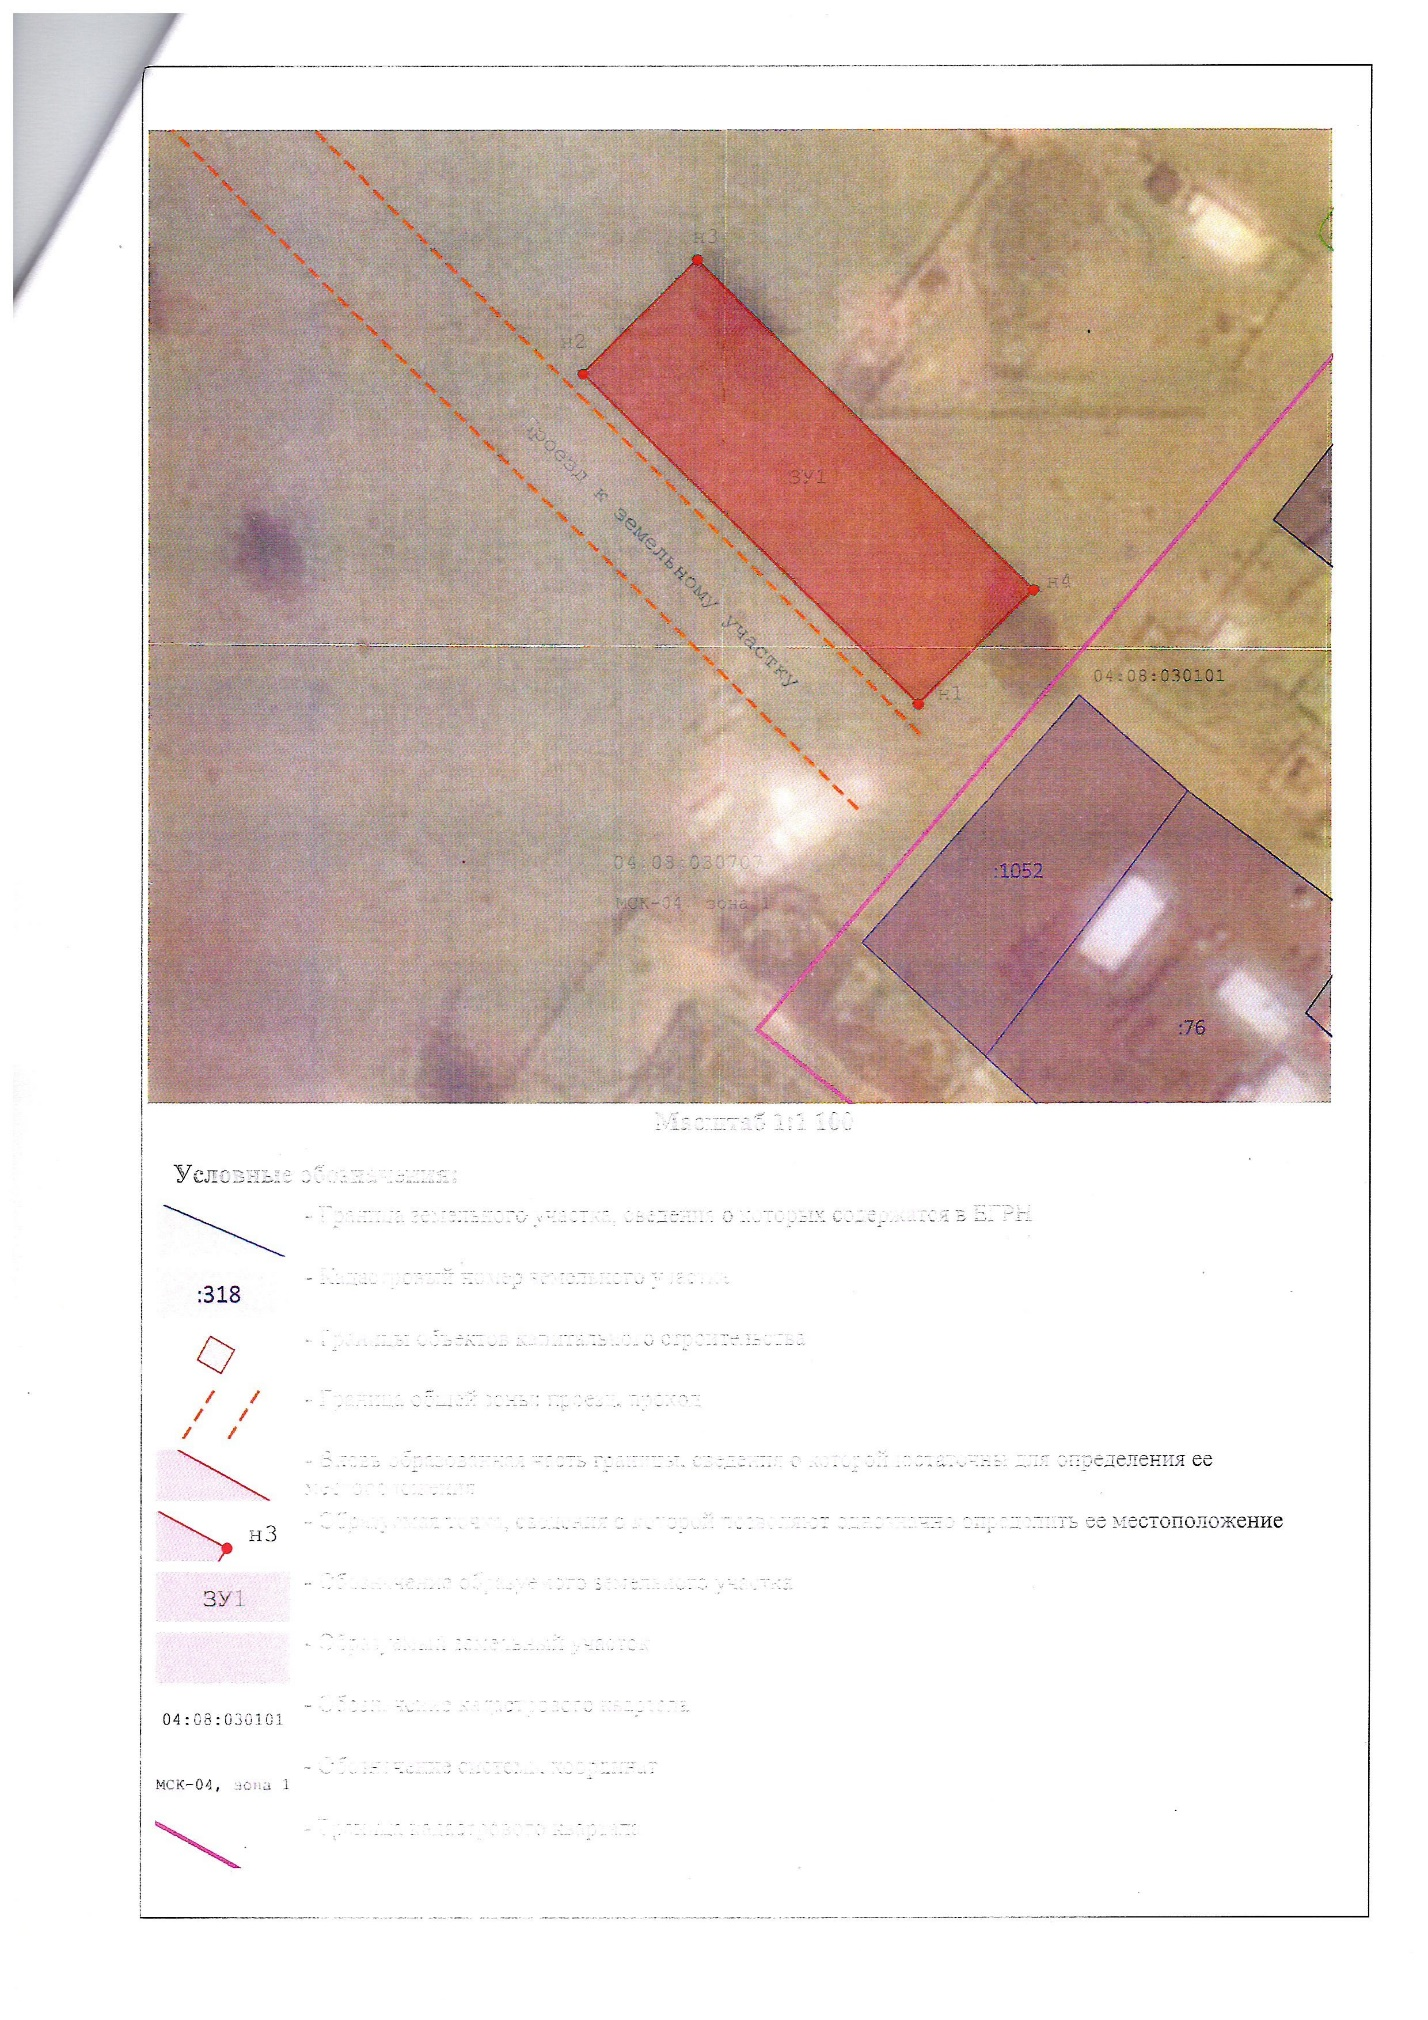 н3
н2
ЗУ1
проезд к земельному участку
н4
н1
04:08:030101
04:08:030707
МСК-04, зона 1
:1052
:76
Масштаб 1:1 100
Условные обозначения:
- Граница земельного участка, сведения о которых содержатся в ЕГРН
:318
- Кадастровый номер земельного участка
- Границы объектов капитального строительства
- Граница общей зоны проезд, проход
- Вновь образованная часть границы, сведения о которой достаточны для определения ее
местоположения
н3
- Образуемая точка, сведения о которой позволяют однозначно определить ее местоположение
ЗУ1
- Обозначение образуемого земельного участка
- Образуемый земельный участок
04:08:030101
- Обозначение кадастрового квартала
МСК-04, зона 1
- Обозначение системы координат
- Граница кадастрового квартала